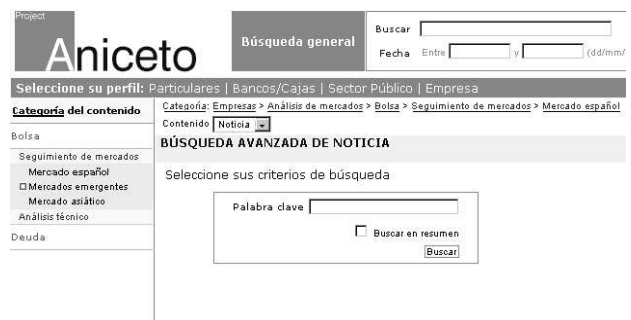 Project
Aniceto
Búsqueda general
Buscar
Fecha Entre y (dd/mm/
Seleccione su perfil: Particulares | Bancos/Cajas | Sector Público | Empresa
Categoría del contenido
Bolsa
Seguimiento de mercados
Mercado español
Mercados emergentes
Mercado asiático
Análisis técnico
Deuda
Categoría: Empresas > Análisis de mercados > Bolsa > Seguimiento de mercados > Mercado español
Contenido Noticia
BÚSQUEDA AVANZADA DE NOTICIA
Seleccione sus criterios de búsqueda
Palabra clave
Buscar en resumen
Buscar